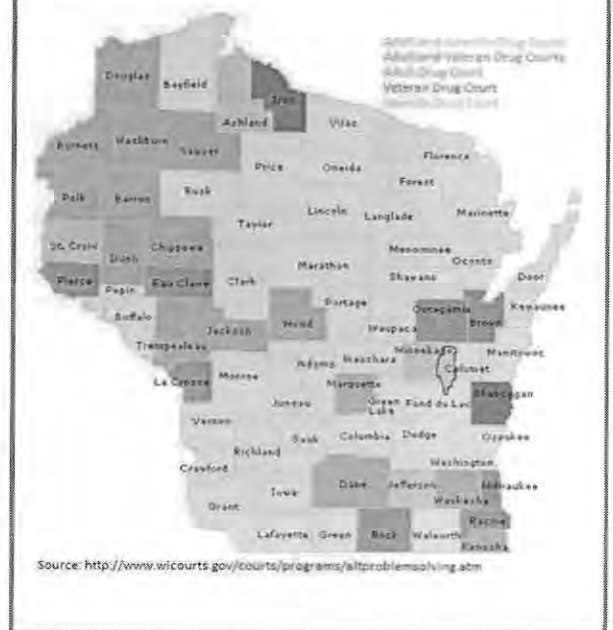 Adult and Veteran Drug Courts
Adult Drug Court
Veteran Drug Court
Douglas
Bayfield
Iron
Ashland
Vilas
Burnett
Washburn
Sawyer
Florence
Price
Oneida
Forest
Polk
Barron
Rusk
Lincoln
Langlade
Marinette
Taylor
St. Croix
Dunn
Chippewa
Menominee
Oconto
Marathon
Shawano
Door
Pierce
Pepin
Eau Claire
Clark
Portage
Outagamie
Brown
Kewaunee
Buffalo
Jackson
Wood
Waupaca
Trempealeau
Winnebago
Manitowoc
Adams
Waushara
Calumet
La Crosse
Monroe
Marquette
Juneau
Green Lake
Fond du Lac
Sheboygan
Vernon
Sauk
Columbia
Dodge
Ozaukee
Richland
Washington
Crawford
Iowa
Dane
Jefferson
Milwaukee
Waukesha
Grant
Racine
Lafayette
Green
Rock
Walworth
Kenosha
Source: http://www.wicourts.gov/courts/programs/altproblemsolving.htm